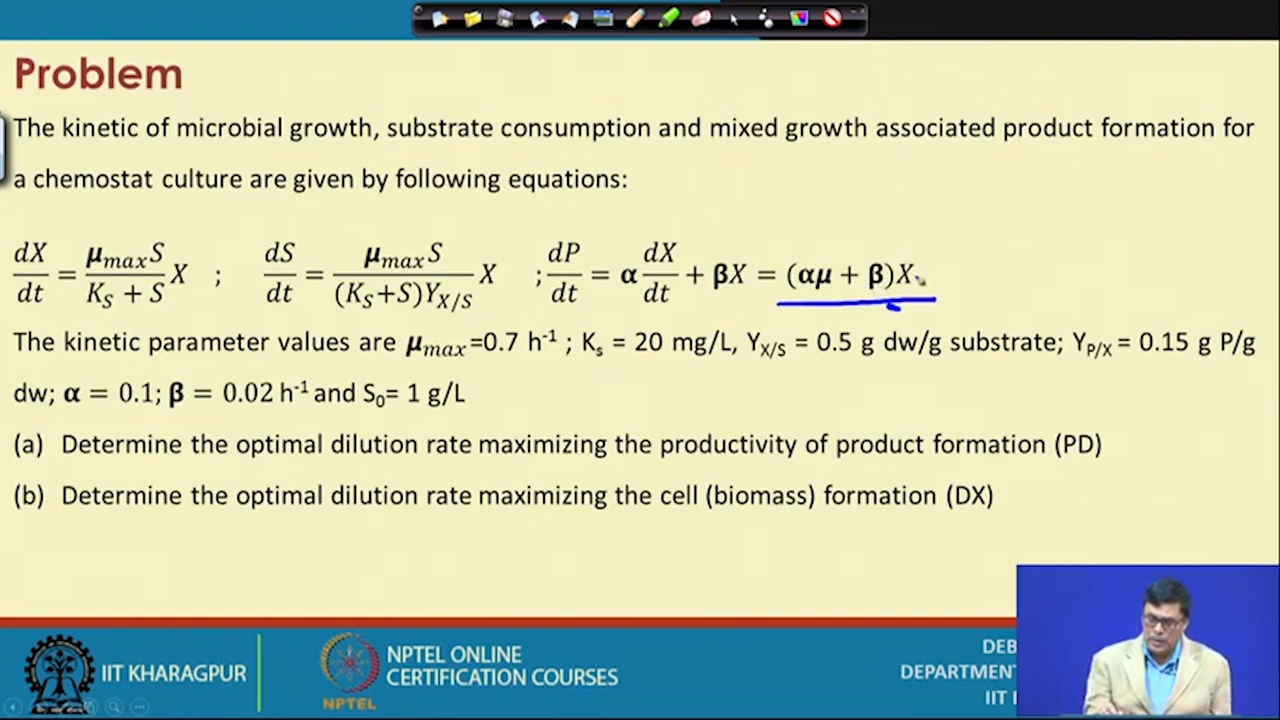 Problem
The kinetic of microbial growth, substrate consumption and mixed growth associated product formation for
a chemostat culture are given by following equations:
dX/dt = μmax S/(KS + S) X ; dS/dt = μmax S/((KS+S)YX/S) X ; dP/dt = α dX/dt + βX = (αμ + β)X
The kinetic parameter values are μmax=0.7 h-1 ; Ks = 20 mg/L, YX/S = 0.5 g dw/g substrate; YP/X = 0.15 g P/g
dw; α = 0.1; β = 0.02 h-1 and S0= 1 g/L
(a) Determine the optimal dilution rate maximizing the productivity of product formation (PD)
(b) Determine the optimal dilution rate maximizing the cell (biomass) formation (DX)
IIT KHARAGPUR
NPTEL
NPTEL ONLINE
CERTIFICATION COURSES
DEB
DEPARTMENT
IIT